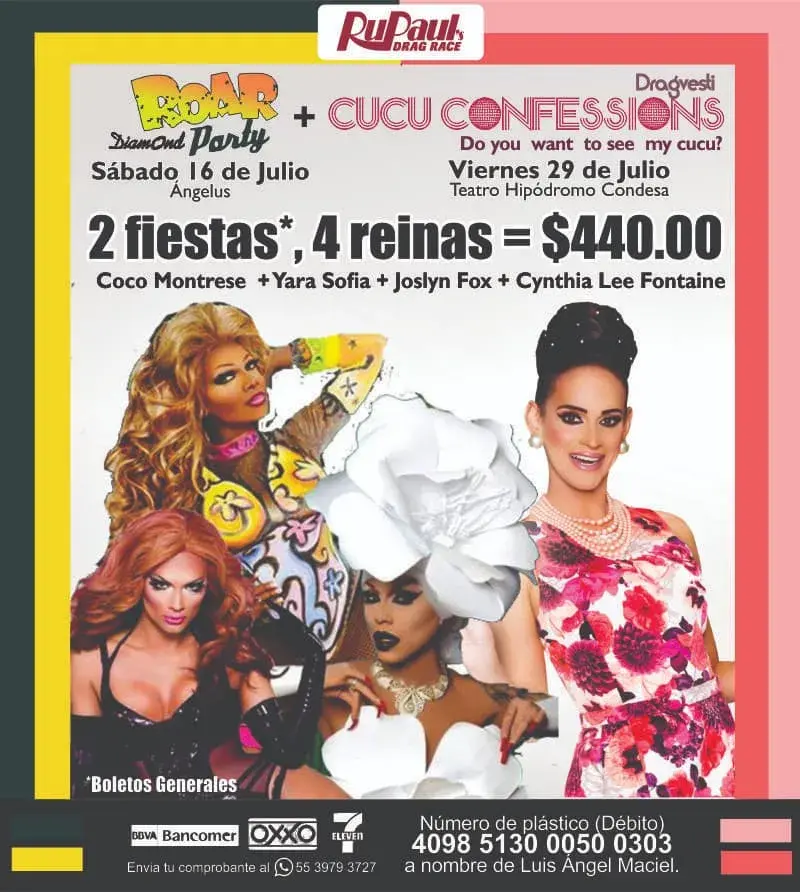 RuPaul's
DRAG RACE
ROAR
Diamond Party
Sábado 16 de Julio
Ángelus
+
Dragvesti
CUCU CONFESSIONS
Do you want to see my cucu?
Viernes 29 de Julio
Teatro Hipódromo Condesa
2 fiestas*, 4 reinas = $440.00
Coco Montrese + Yara Sofia + Joslyn Fox + Cynthia Lee Fontaine
*Boletos Generales
BBVA Bancomer
OXXO
7 ELEVEN
Envia tu comprobante al 55 3979 3727
Número de plástico (Débito)
4098 5130 0050 0303
a nombre de Luis Ángel Maciel.